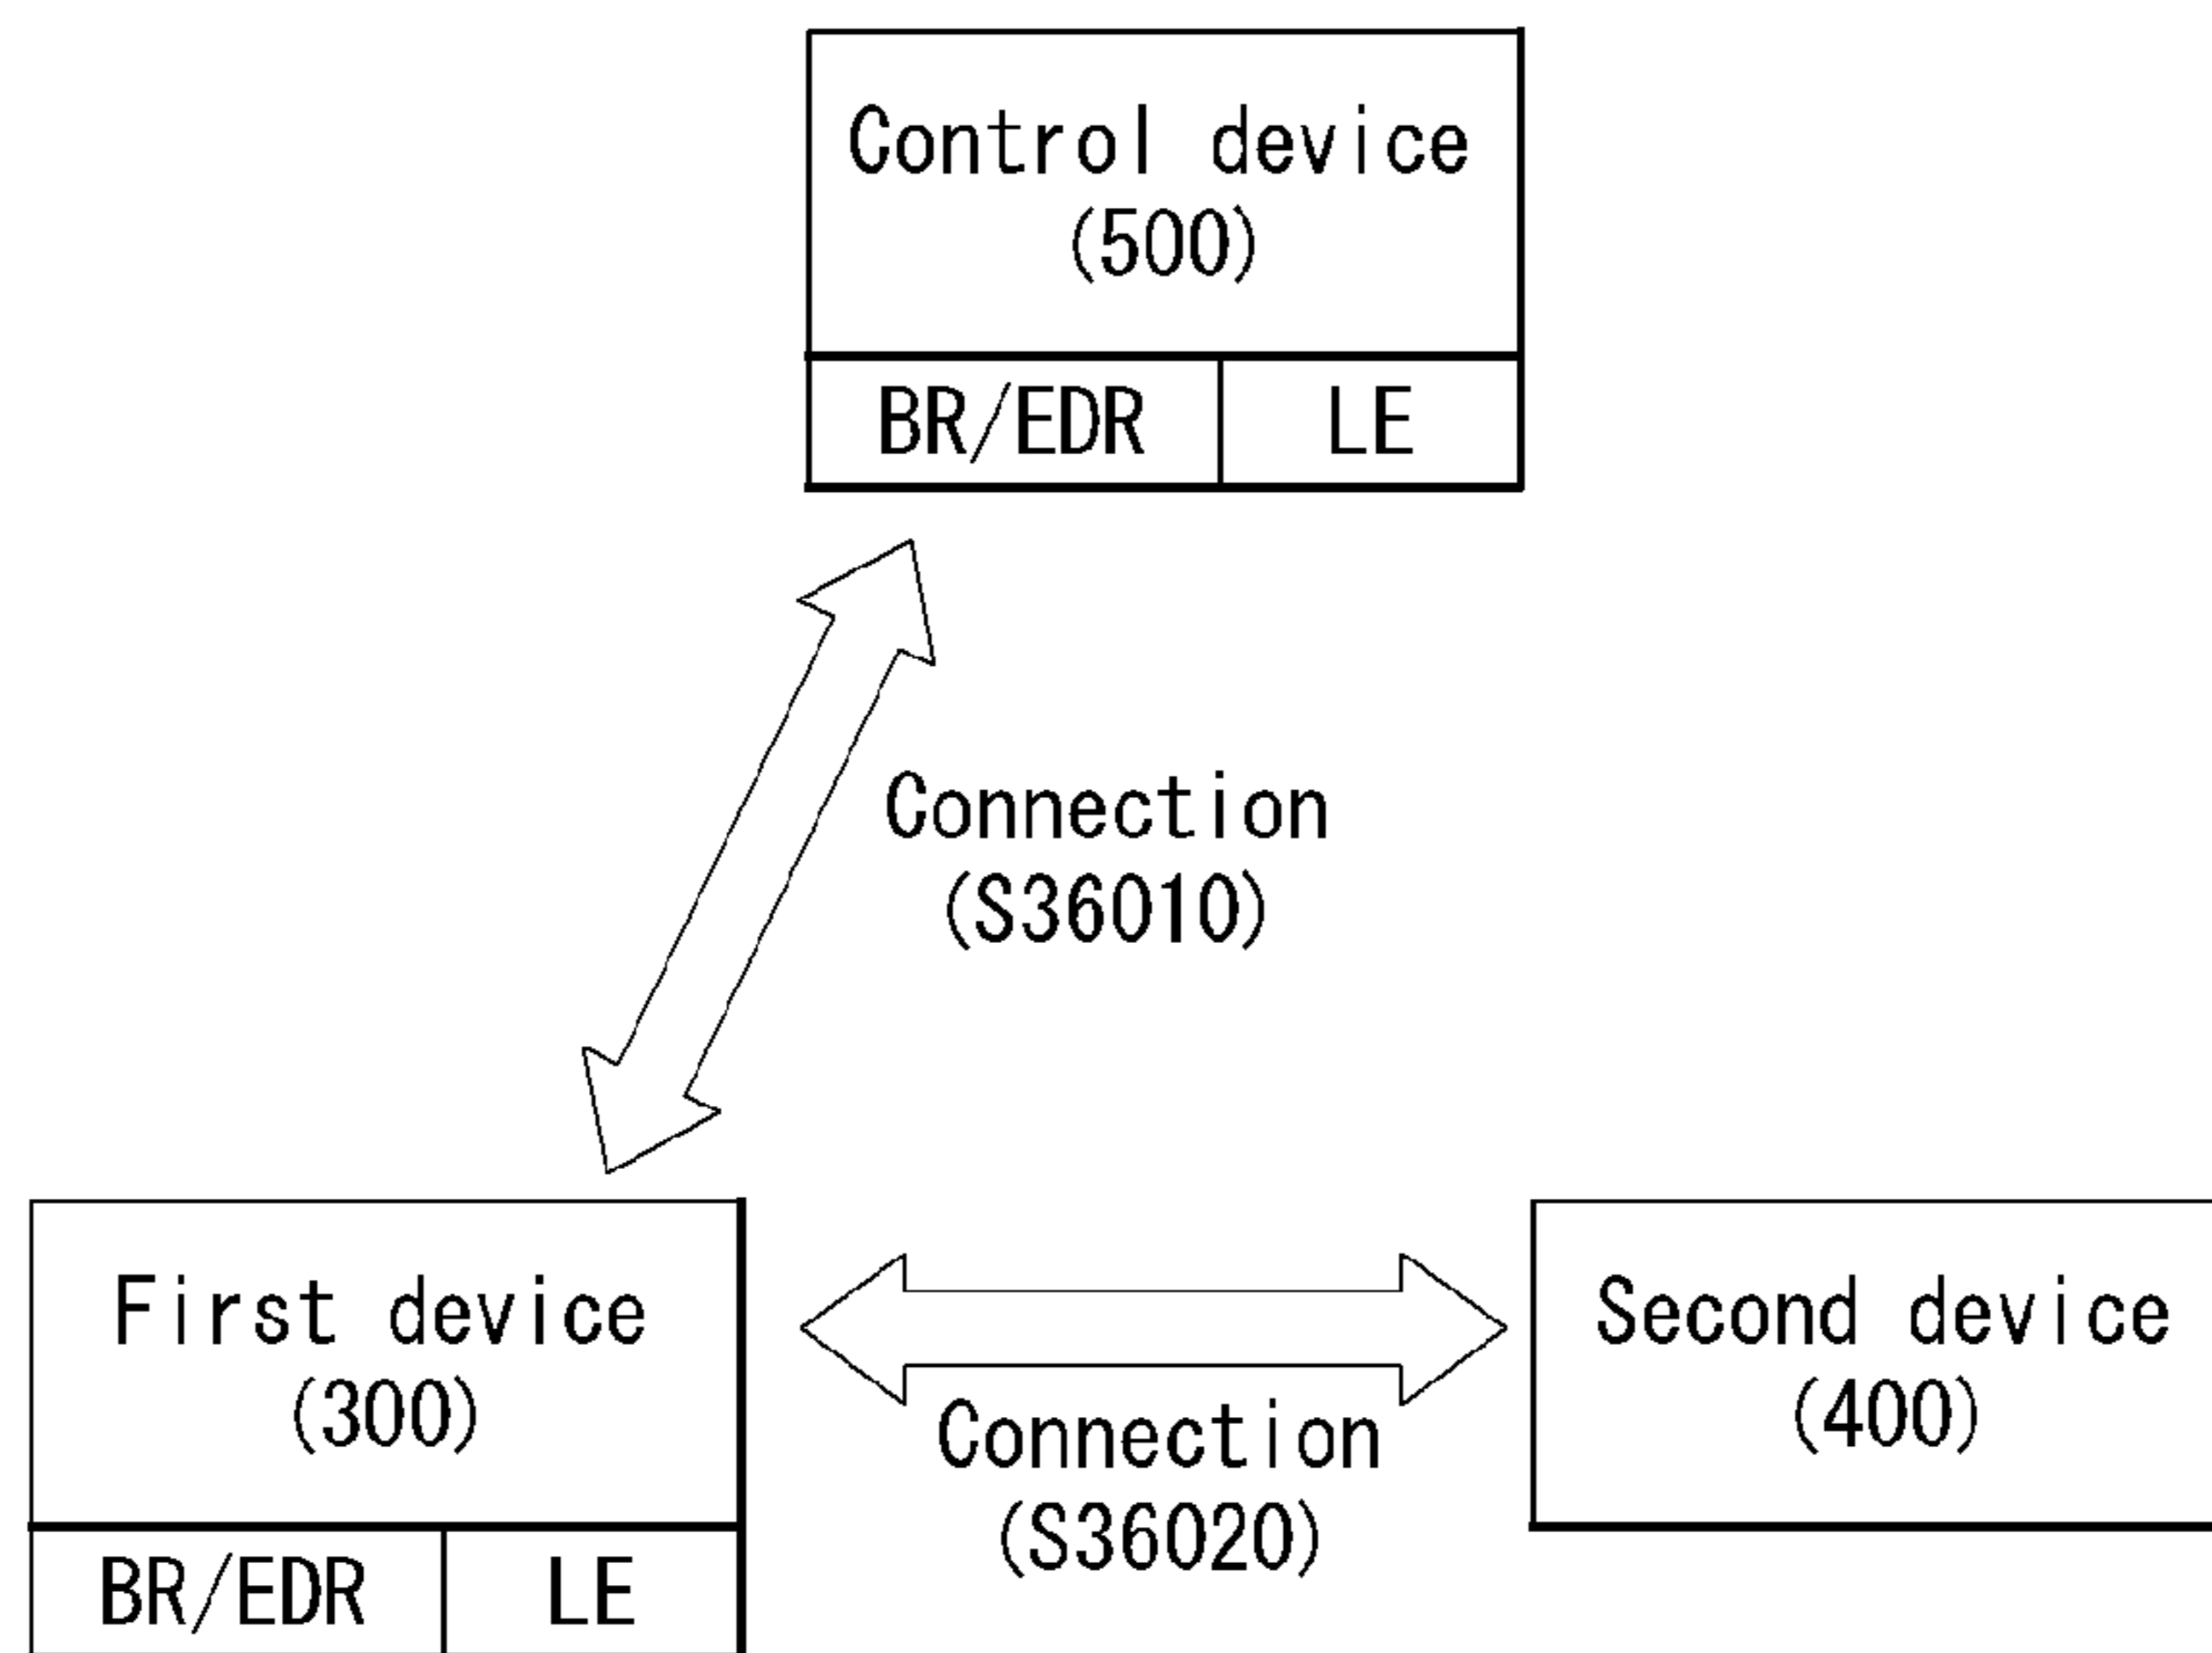 Control device
(500)
BR/EDR LE
Connection
(S36010)
First device
(300)
BR/EDR LE
Connection
(S36020)
Second device
(400)